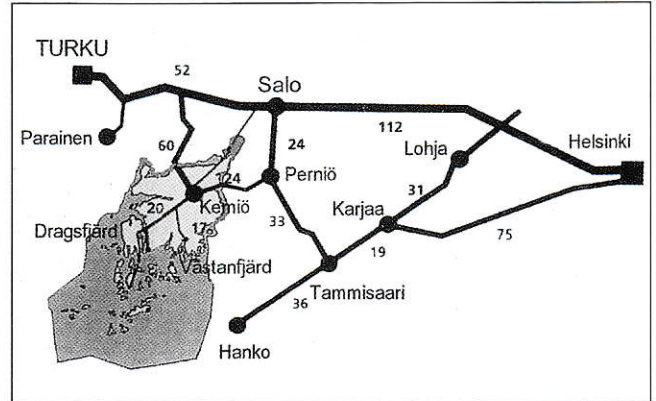 TURKU
52
Salo
Parainen
60
24
112
Helsinki
Lohja
124
Perniö
31
Kemiö
Karjaa
20
Dragsfjärd
17
33
75
Västanfjärd
19
Tammisaari
36
Hanko